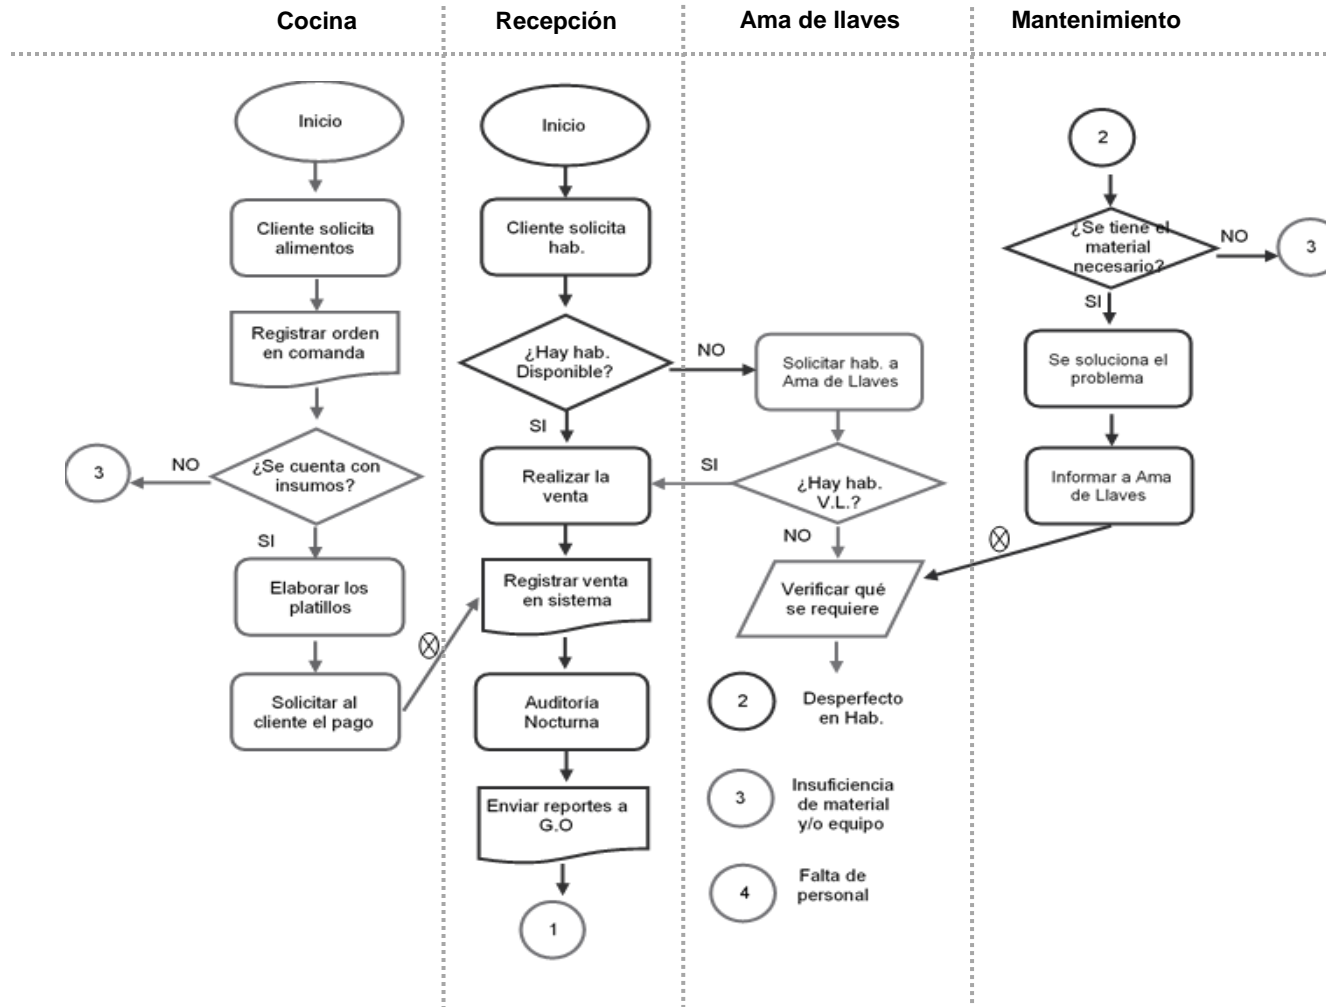 Cocina
Recepción
Ama de llaves
Mantenimiento
Inicio
Cliente solicita
alimentos
Registrar orden
en comanda
¿Se cuenta con
insumos?
NO
3
SI
Elaborar los
platillos
Solicitar al
cliente el pago
Inicio
Cliente solicita
hab.
¿Hay hab.
Disponible?
NO
SI
Realizar la
venta
Registrar venta
en sistema
Auditoría
Nocturna
Enviar reportes a
G.O
1
Solicitar hab. a
Ama de Llaves
¿Hay hab.
V.L.?
SI
NO
Verificar qué
se requiere
2
Desperfecto
en Hab.
3
Insuficiencia
de material
y/o equipo
4
Falta de
personal
2
¿Se tiene el
material
necesario?
NO
3
SI
Se soluciona el
problema
Informar a Ama
de Llaves